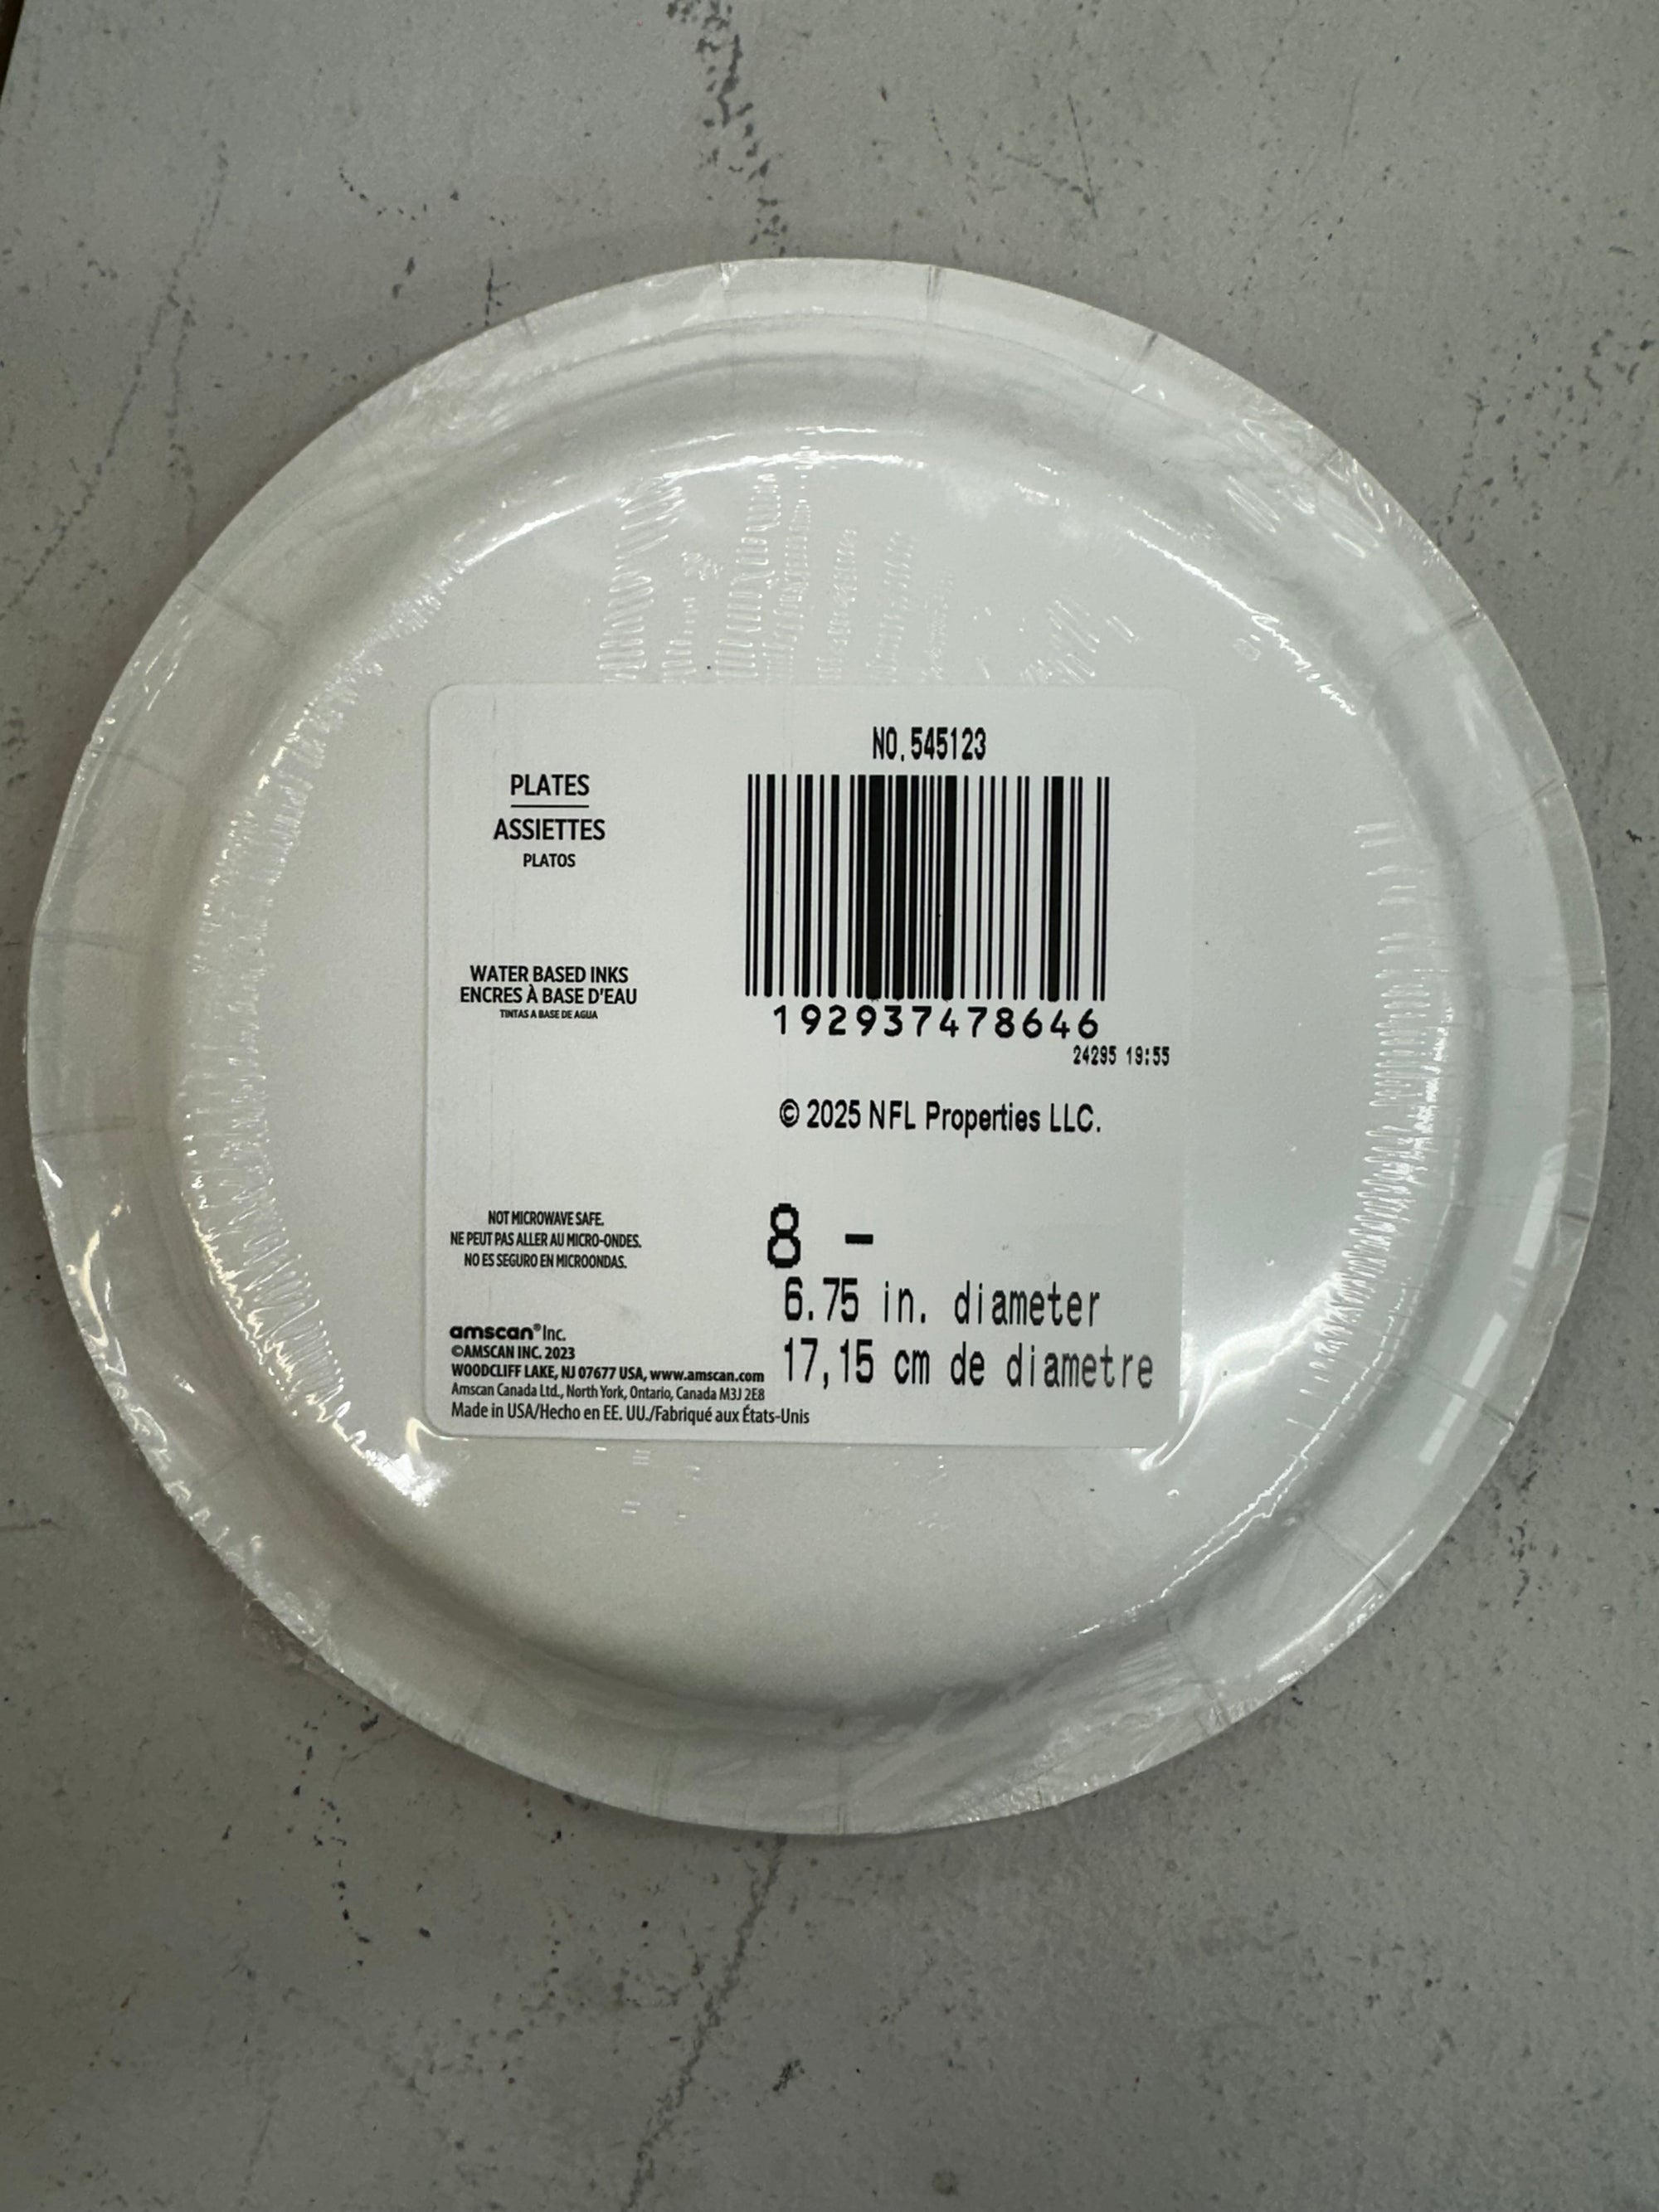 NO. 545123
PLATES
ASSIETTES
PLATOS
WATER BASED INKS
ENCRES À BASE D'EAU
TINTAS A BASE DE AGUA
192937478646
24295 19:55
© 2025 NFL Properties LLC.
NOT MICROWAVE SAFE.
NE PEUT PAS ALLER AU MICRO-ONDES.
NO ES SEGURO EN MICROONDAS.
8 -
6.75 in. diameter
17,15 cm de diametre
amscan® Inc.
©AMSCAN INC. 2023
WOODCLIFF LAKE, NJ 07677 USA, www.amscan.com
Amscan Canada Ltd., North York, Ontario, Canada M3J 2E8
Made in USA/Hecho en EE. UU./Fabriqué aux États-Unis